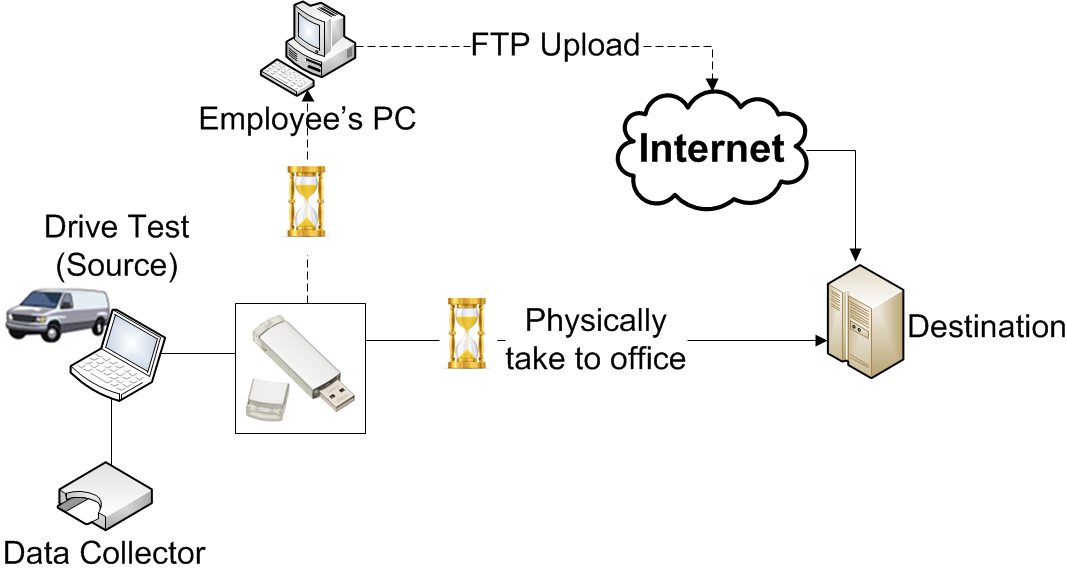 FTP Upload
Employee's PC
Internet
Drive Test
(Source)
Physically
take to office
Destination
Data Collector